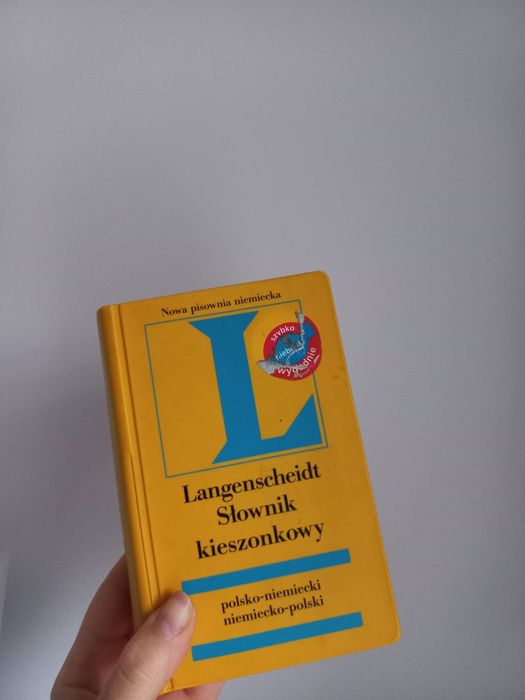 Nowa pisownia niemiecka
L
szybko
wygodnie
Langenscheidt
Słownik
kieszonkowy
polsko-niemiecki
niemiecko-polski